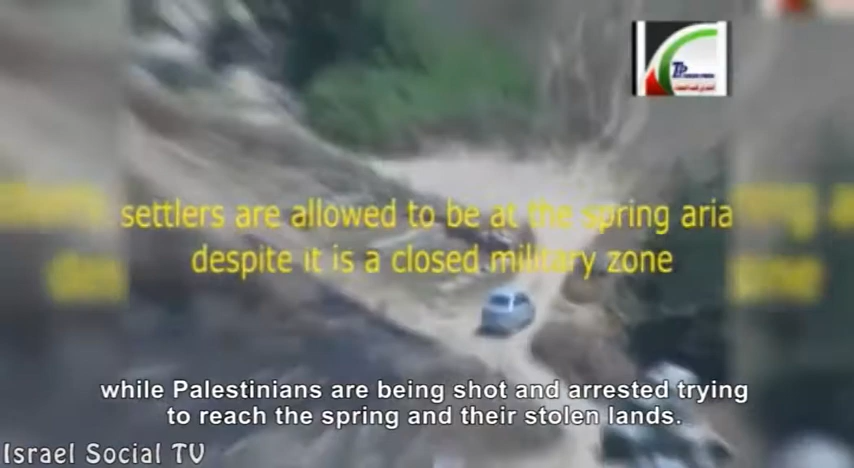 TP
settlers are allowed to be at the spring aria
despite it is a closed military zone
while Palestinians are being shot and arrested trying
to reach the spring and their stolen lands.
Israel Social TV